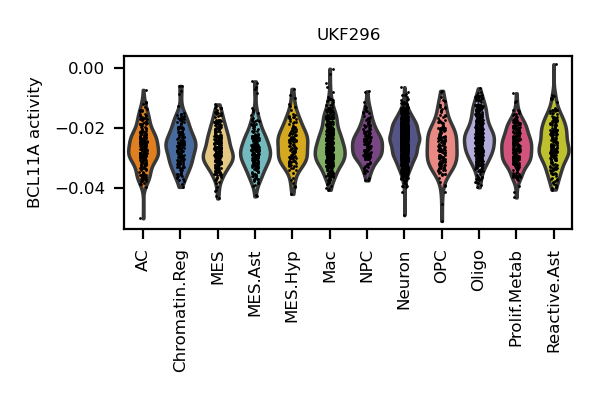 UKF296
BCL11A activity
0.00
−0.02
−0.04
AC
Chromatin.Reg
MES
MES.Ast
MES.Hyp
Mac
NPC
Neuron
OPC
Oligo
Prolif.Metab
Reactive.Ast